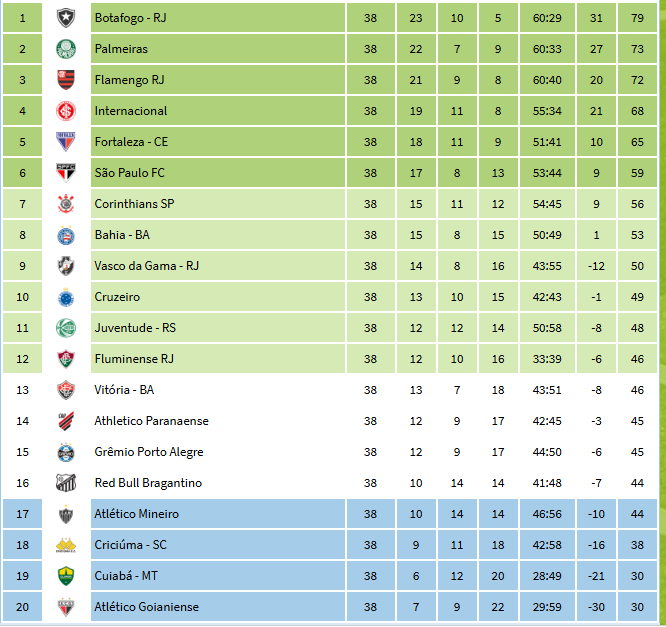 1 Botafogo - RJ 38 23 10 5 60:29 31 79
2 Palmeiras 38 22 7 9 60:33 27 73
3 Flamengo RJ 38 21 9 8 60:40 20 72
4 Internacional 38 19 11 8 55:34 21 68
5 Fortaleza - CE 38 18 11 9 51:41 10 65
6 São Paulo FC 38 17 8 13 53:44 9 59
7 Corinthians SP 38 15 11 12 54:45 9 56
8 Bahia - BA 38 15 8 15 50:49 1 53
9 Vasco da Gama - RJ 38 14 8 16 43:55 -12 50
10 Cruzeiro 38 13 10 15 42:43 -1 49
11 Juventude - RS 38 12 12 14 50:58 -8 48
12 Fluminense RJ 38 12 10 16 33:39 -6 46
13 Vitória - BA 38 13 7 18 43:51 -8 46
14 Athletico Paranaense 38 12 9 17 42:45 -3 45
15 Grêmio Porto Alegre 38 12 9 17 44:50 -6 45
16 Red Bull Bragantino 38 10 14 14 41:48 -7 44
17 Atlético Mineiro 38 10 14 14 46:56 -10 44
18 Criciúma - SC 38 9 11 18 42:58 -16 38
19 Cuiabá - MT 38 6 12 20 28:49 -21 30
20 Atlético Goianiense 38 7 9 22 29:59 -30 30